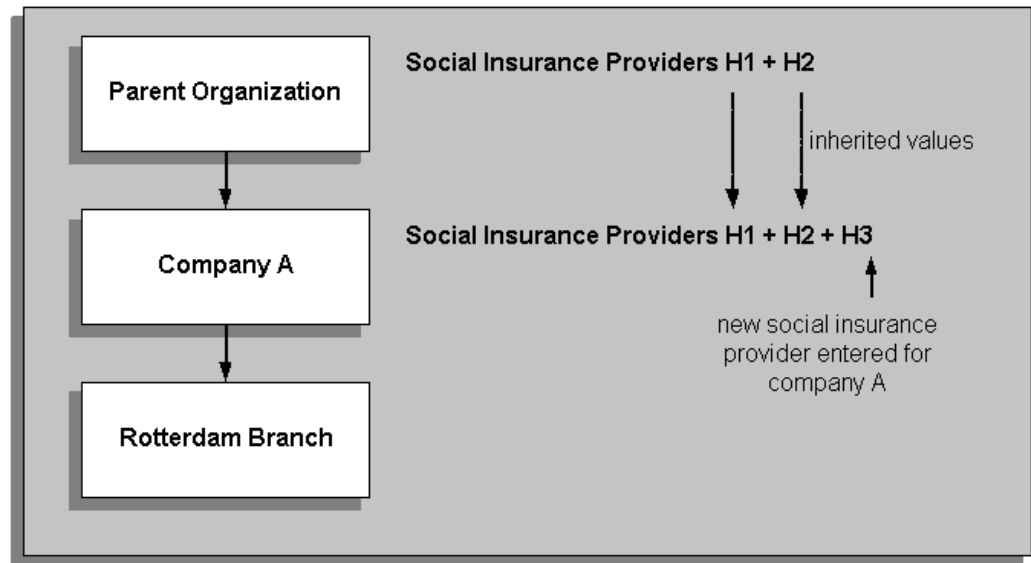 Parent Organization
Social Insurance Providers H1 + H2
inherited values
Company A
Social Insurance Providers H1 + H2 + H3
new social insurance
provider entered for
company A
Rotterdam Branch